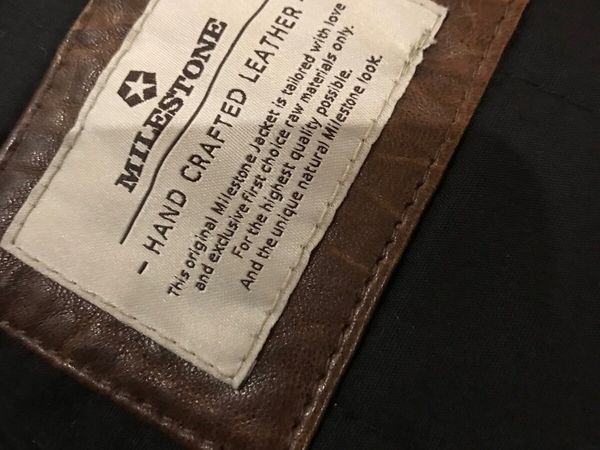 MILESTONE
- HAND CRAFTED LEATHER -
This original Milestone Jacket is tailored with love
and exclusive first choice raw materials only.
For the highest quality possible.
And the unique natural Milestone look.